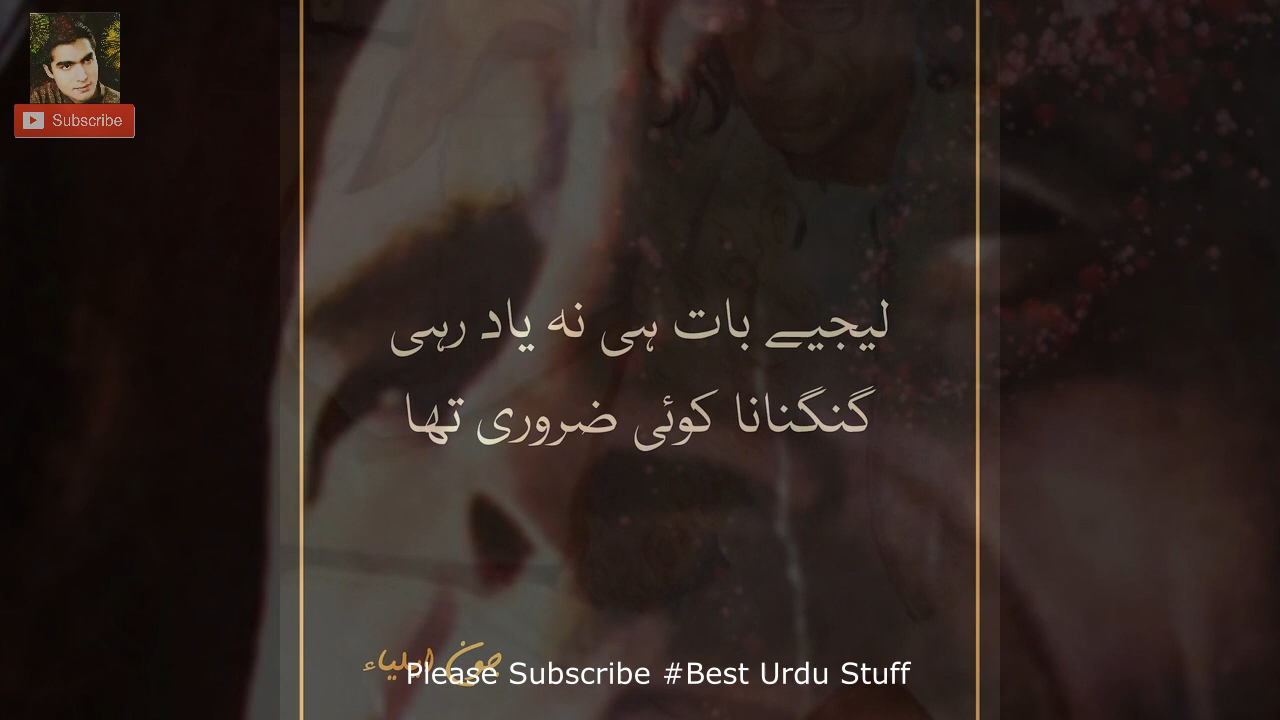 Subscribe
لیجیے بات ہی نہ یاد رہی
گنگنانا کوئی ضروری تھا
جون ایلیاء
Please Subscribe #Best Urdu Stuff